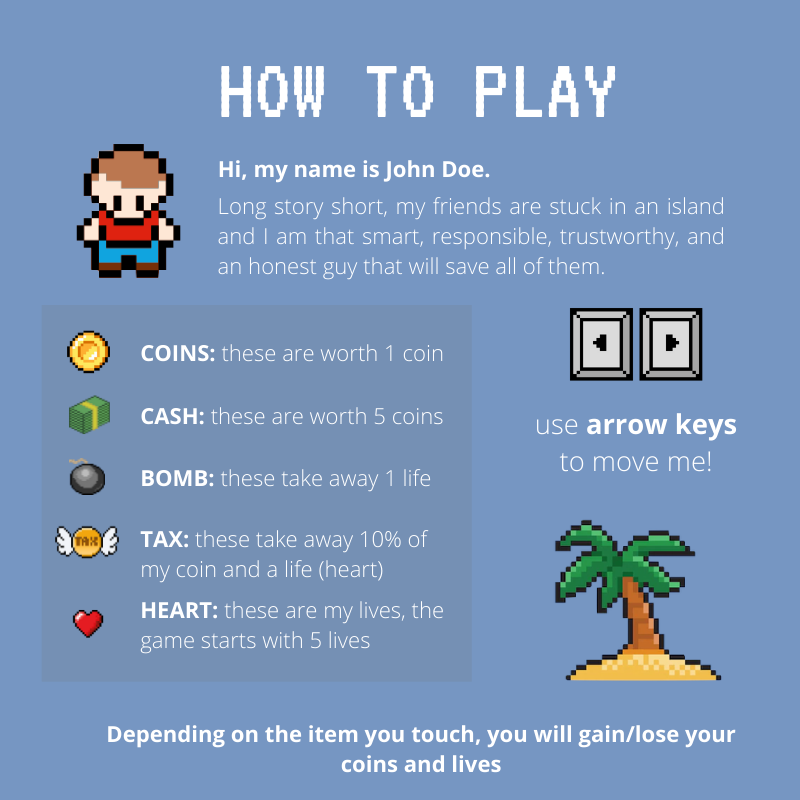 HOW TO PLAY
Hi, my name is John Doe.
Long story short, my friends are stuck in an island
and I am that smart, responsible, trustworthy, and
an honest guy that will save all of them.
COINS: these are worth 1 coin
CASH: these are worth 5 coins
BOMB: these take away 1 life
TAX
TAX: these take away 10% of
my coin and a life (heart)
HEART: these are my lives, the
game starts with 5 lives
use arrow keys
to move me!
Depending on the item you touch, you will gain/lose your
coins and lives